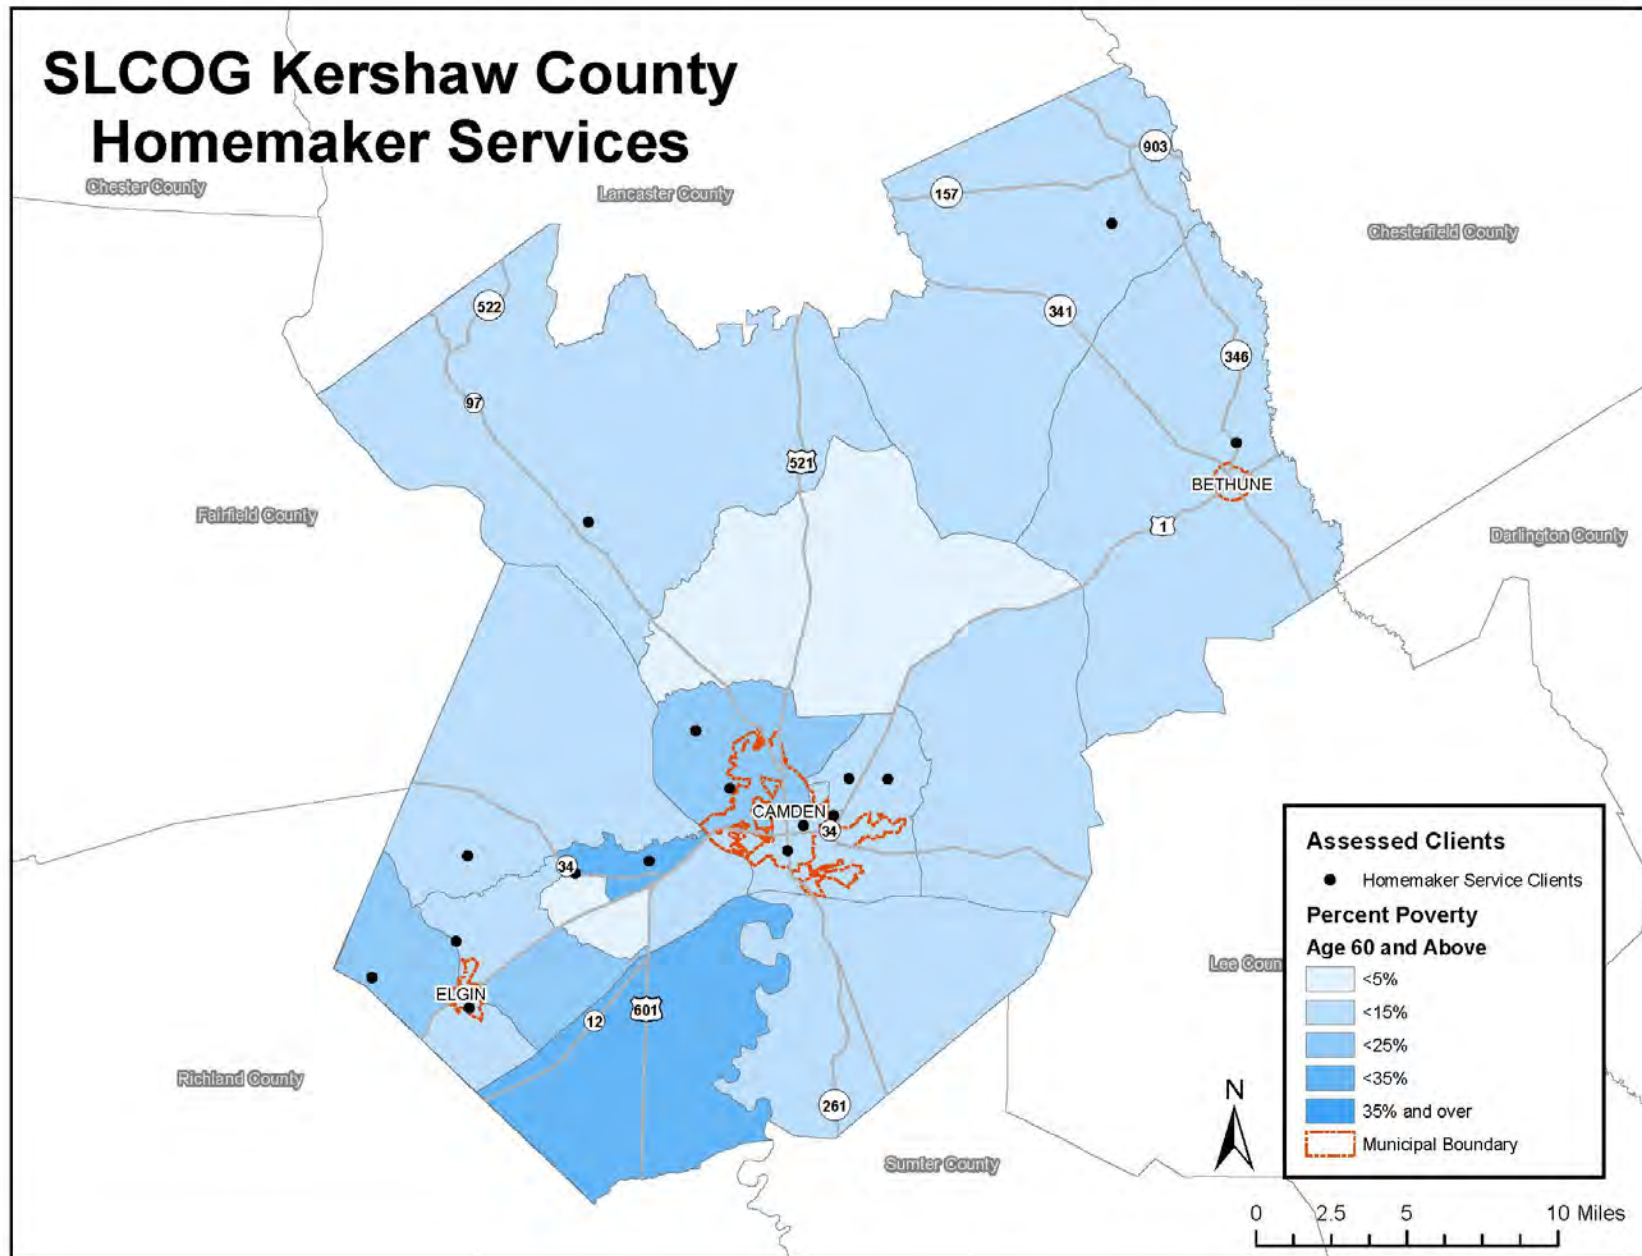 SLCOG Kershaw County
Homemaker Services
Chester County
Lancaster County
Chesterfield County
903
157
522
341
346
97
521
BETHUNE
1
Fairfield County
Darlington County
CAMDEN
34
34
ELGIN
12
601
261
Lee Coun
Richland County
Sumter County
Assessed Clients
Homemaker Service Clients
Percent Poverty
Age 60 and Above
<5%
<15%
<25%
<35%
35% and over
Municipal Boundary
N
0 2.5 5 10 Miles